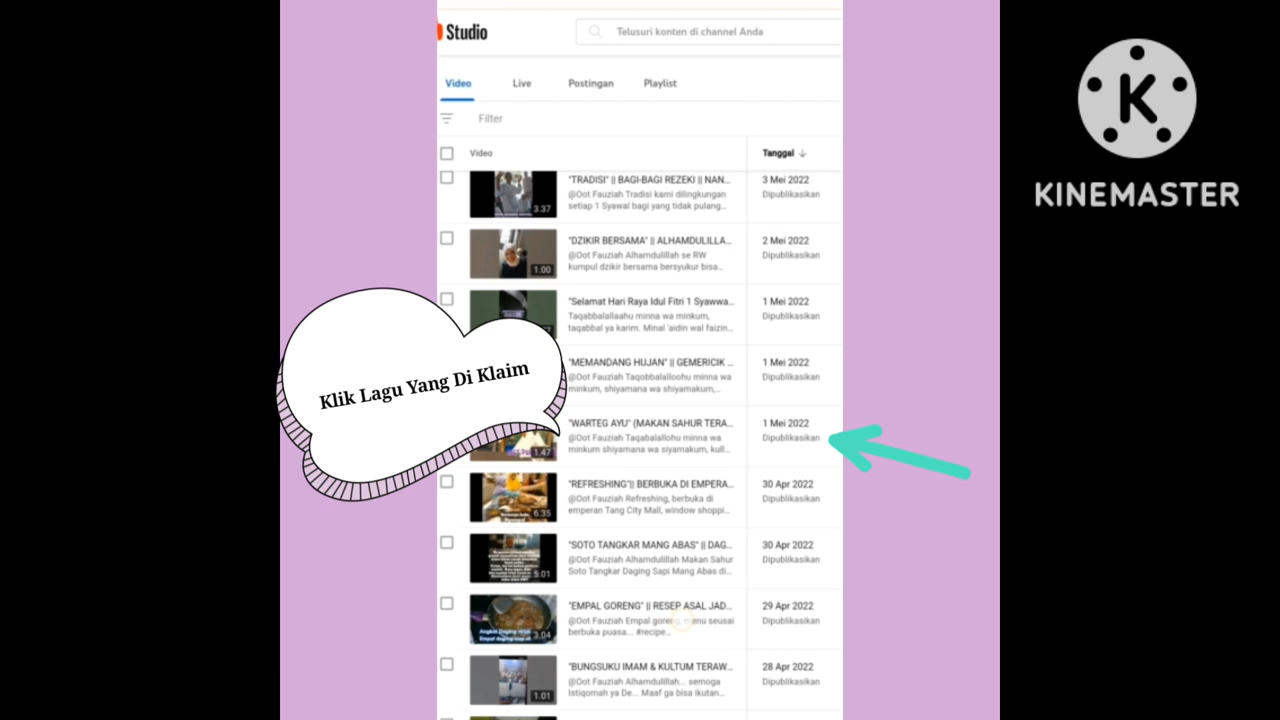 Studio
Telusuri konten di channel Anda
Video Live Postingan Playlist
Filter
Video Tanggal
"TRADISI" || BAGI-BAGI REZEKI || NAN... 3 Mei 2022
@Oot Fauziah Tradisi kami dilingkungan Dipublikasikan
setiap 1 Syawal bagi yang tidak pulang...
3.37
"DZIKIR BERSAMA" || ALHAMDULILLA... 2 Mei 2022
@Oot Fauziah Alhamdulillah se RW Dipublikasikan
kumpul dzikir bersama bersyukur bisa...
1.00
"Selamat Hari Raya Idul Fitri 1 Syawwa... 1 Mei 2022
Taqabbalallaahu minna wa minkum, Dipublikasikan
taqabbal ya karim. Minal 'aidin wal faizin...
"MEMANDANG HUJAN" || GEMERICIK ... 1 Mei 2022
@Oot Fauziah Taqobbalalloohu minna wa Dipublikasikan
minkum, shiyamana wa shiyamakum,...
"WARTEG AYU" (MAKAN SAHUR TERA... 1 Mei 2022
@Oot Fauziah Taqabalallohu minna wa Dipublikasikan
minkum shiyamana wa siyamakum, kull...
1.47
"REFRESHING"|| BERBUKA DI EMPERA... 30 Apr 2022
@Oot Fauziah Refreshing, berbuka di Dipublikasikan
emperan Tang City Mall, window shoppi...
6.35
"SOTO TANGKAR MANG ABAS" || DAG... 30 Apr 2022
@Oot Fauziah Alhamdulillah Makan Sahur Dipublikasikan
Soto Tangkar Daging Sapi Mang Abas di...
5.01
"EMPAL GORENG" || RESEP ASAL JAD... 29 Apr 2022
@Oot Fauziah Empal goreng, menu seusai Dipublikasikan
berbuka puasa... #recipe...
3.04
"BUNGSUKU IMAM & KULTUM TERAW... 28 Apr 2022
@Oot Fauziah Alhamdulillah... semoga Dipublikasikan
Istiqomah ya De... Maaf ga bisa ikutan...
1.01
Klik Lagu Yang Di Klaim
K
KINEMASTER